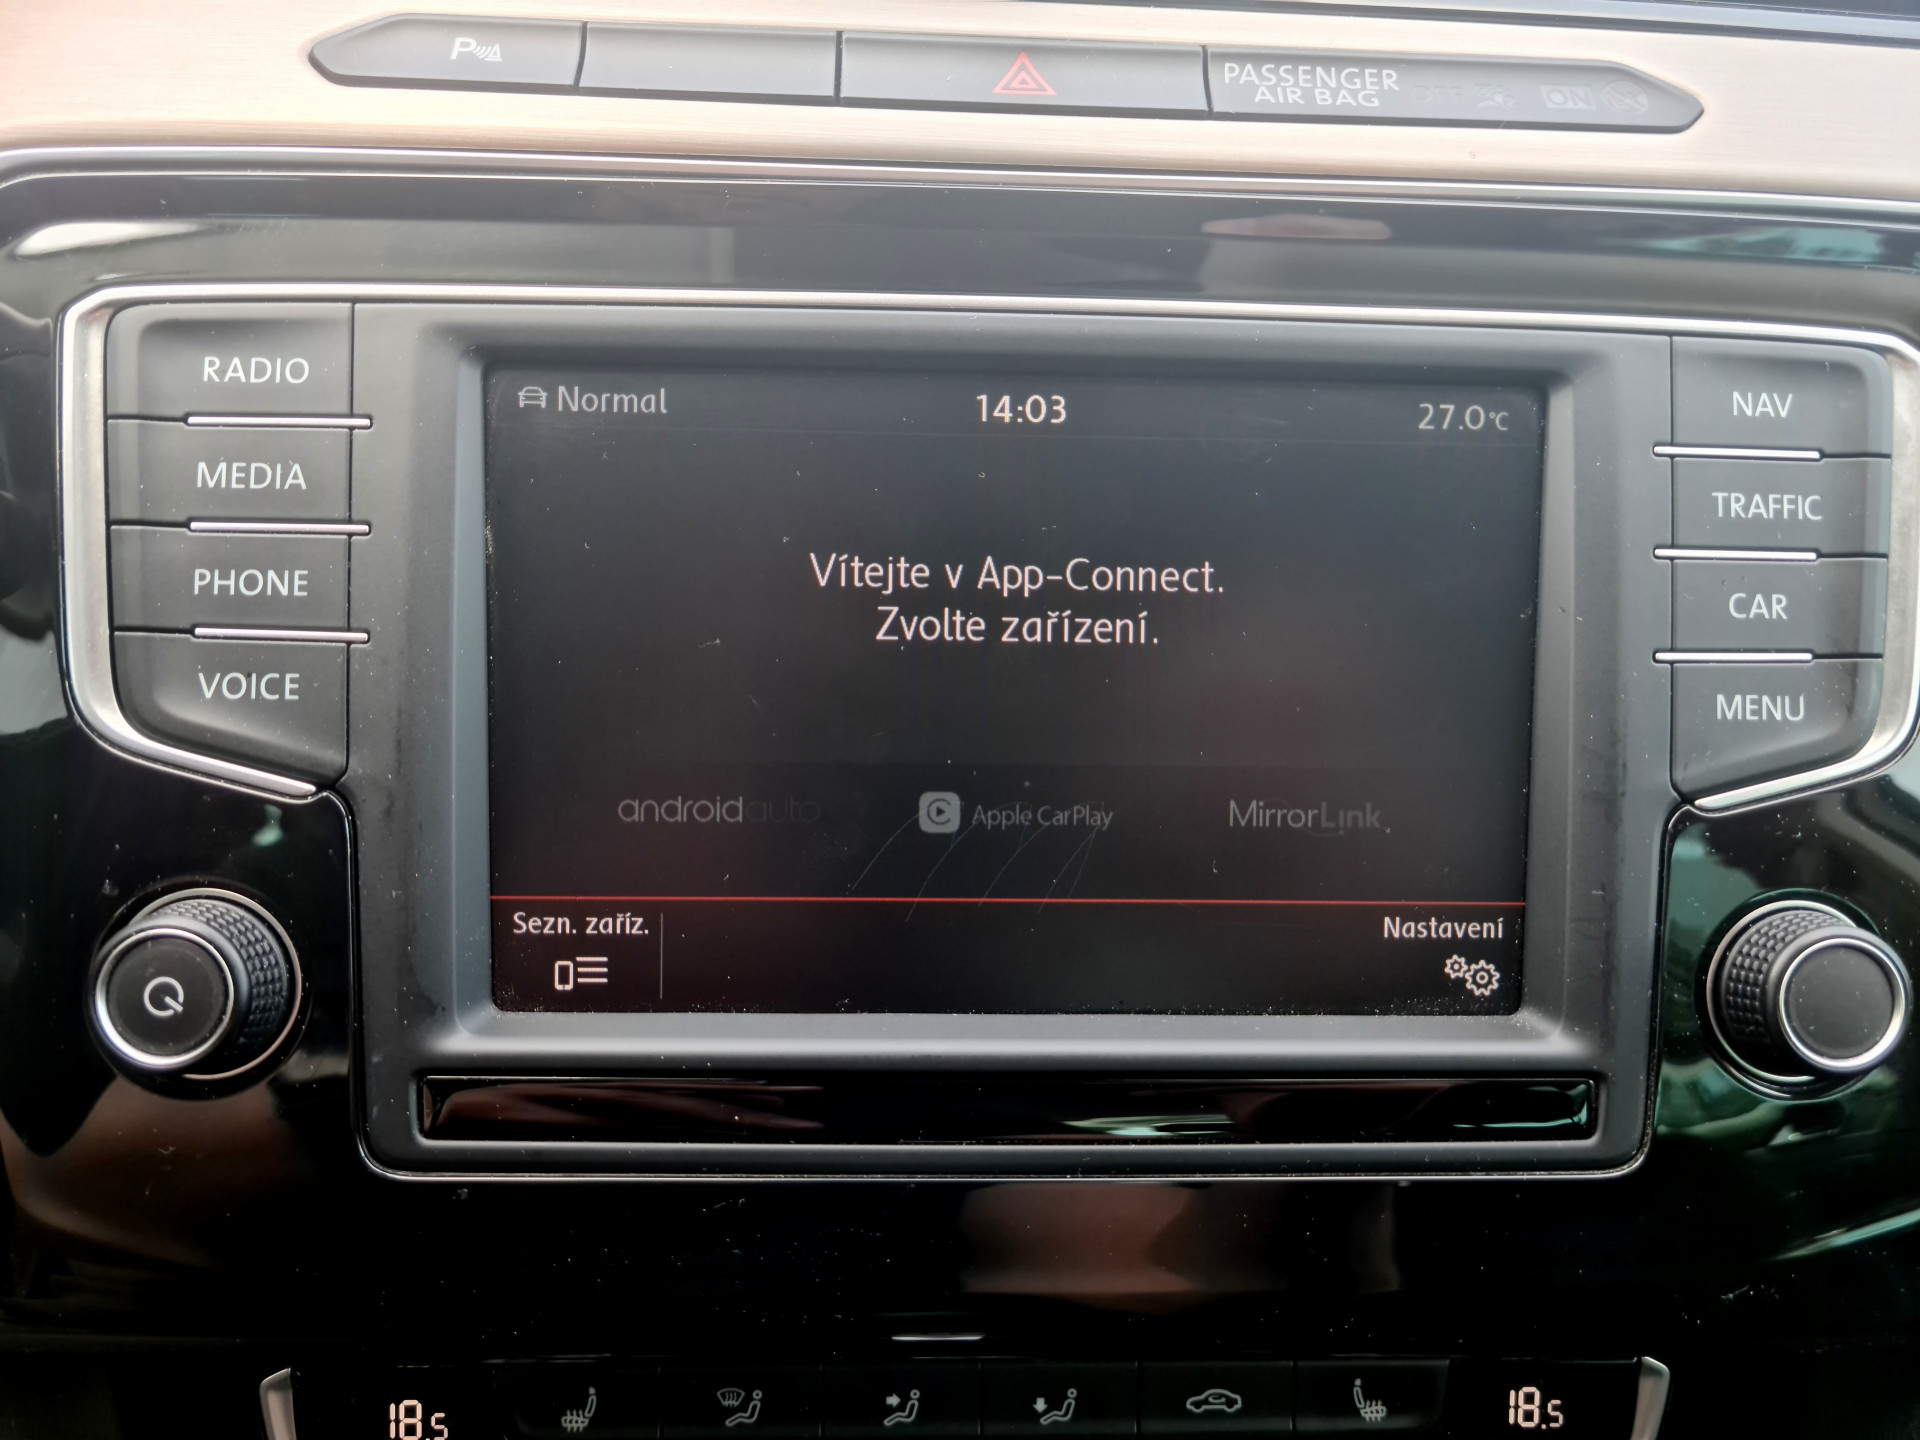 P
PASSENGER
AIR BAG OFF ON
RADIO
MEDIA
PHONE
VOICE
Normal 14:03 27.0°C
Vítejte v App-Connect.
Zvolte zařízení.
androidauto Apple CarPlay MirrorLink
Sezn. zaříz. Nastavení
NAV
TRAFFIC
CAR
MENU
18.5 18.5